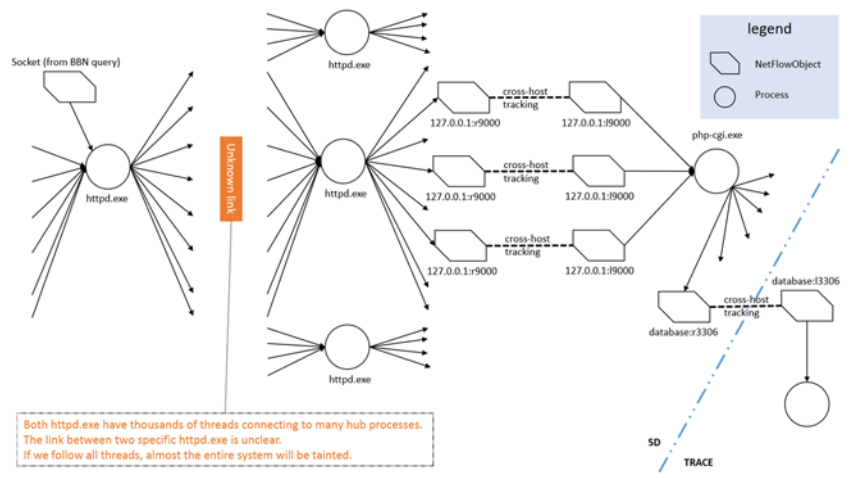 legend
NetFlowObject
Process
Socket (from BBN query)
httpd.exe
Unknown link
httpd.exe
httpd.exe
httpd.exe
127.0.0.1:r9000
cross-host
tracking
127.0.0.1:l9000
127.0.0.1:r9000
cross-host
tracking
127.0.0.1:l9000
127.0.0.1:r9000
cross-host
tracking
127.0.0.1:l9000
php-cgi.exe
database:r3306
cross-host
tracking
database:l3306
5D
TRACE
Both httpd.exe have thousands of threads connecting to many hub processes.
The link between two specific httpd.exe is unclear.
If we follow all threads, almost the entire system will be tainted.